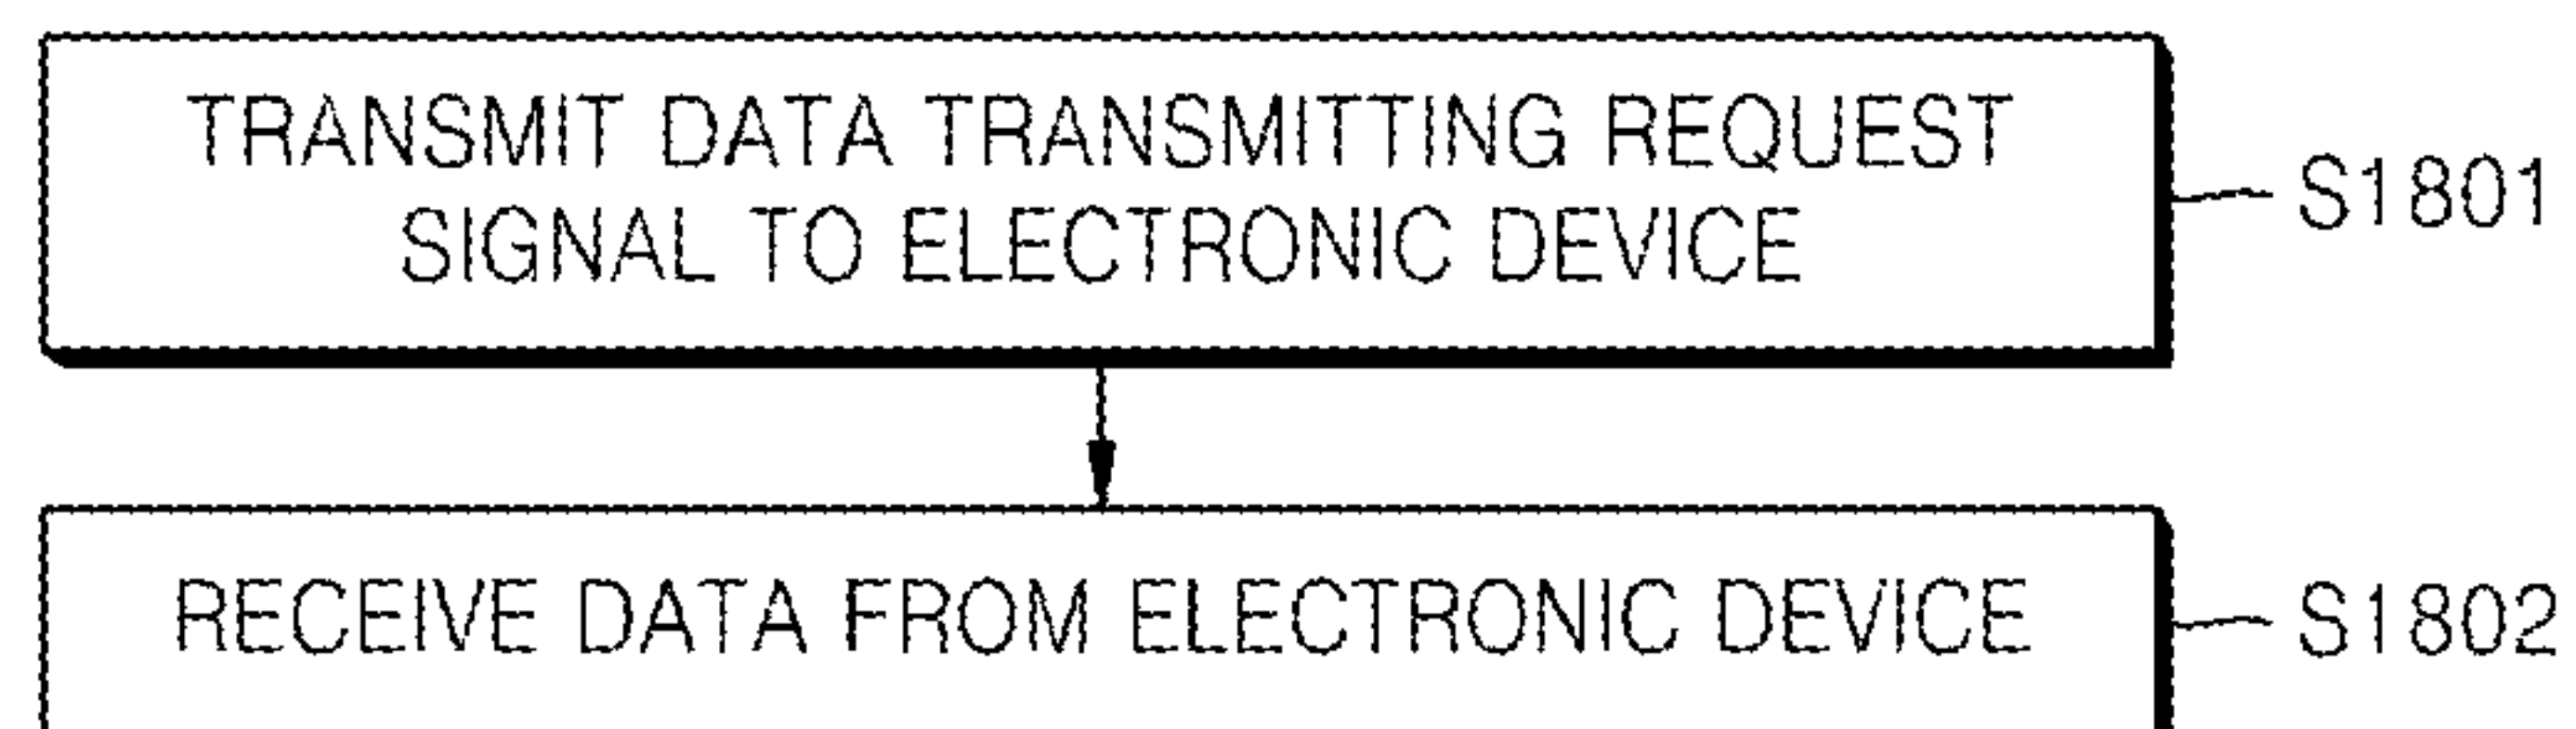 TRANSMIT DATA TRANSMITTING REQUEST
SIGNAL TO ELECTRONIC DEVICE
S1801
RECEIVE DATA FROM ELECTRONIC DEVICE
S1802